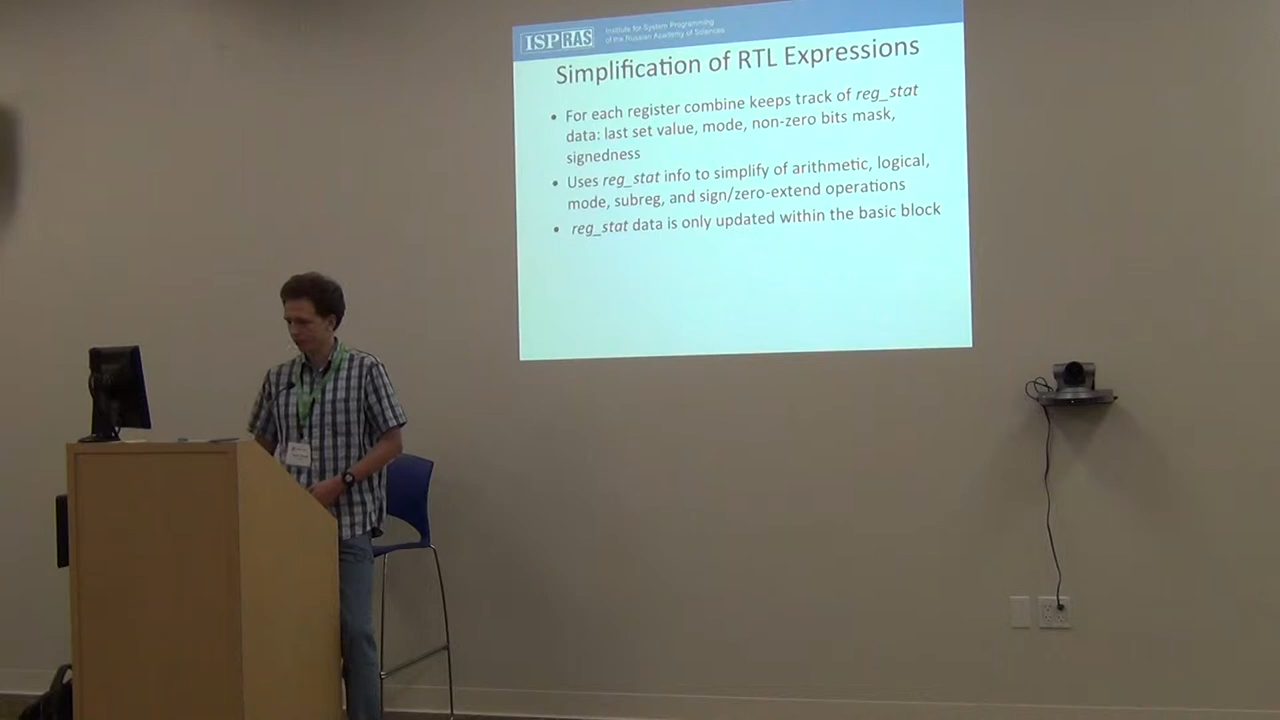 ISPRAS Institute for System Programming
of the Russian Academy of Sciences
Simplification of RTL Expressions
• For each register combine keeps track of reg_stat
data: last set value, mode, non-zero bits mask,
signedness
• Uses reg_stat info to simplify of arithmetic, logical,
mode, subreg, and sign/zero-extend operations
• reg_stat data is only updated within the basic block